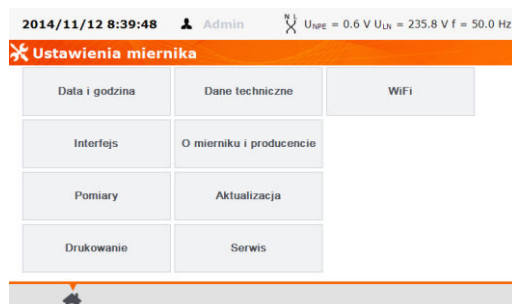 2014/11/12 8:39:48 Admin N L UNPE = 0.6 V ULN = 235.8 V f = 50.0 Hz
Ustawienia miernika
Data i godzina Dane techniczne WiFi
Interfejs O mierniku i producencie
Pomiary Aktualizacja
Drukowanie Serwis